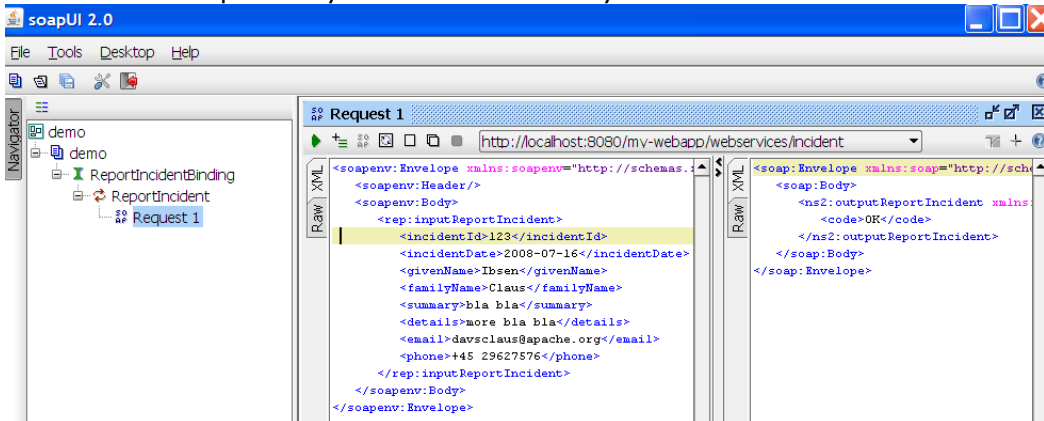 soapUI 2.0
File Tools Desktop Help
Navigator
demo
demo
ReportIncidentBinding
ReportIncident
Request 1
Request 1
http://localhost:8080/my-webapp/webservices/incident
XML
Raw
<soapenv:Envelope xmlns:soapenv="http://schemas.
<soapenv:Header/>
<soapenv:Body>
<rep:inputReportIncident>
<incidentId>123</incidentId>
<incidentDate>2008-07-16</incidentDate>
<givenName>Ibsen</givenName>
<familyName>Claus</familyName>
<summary>bla bla</summary>
<details>more bla bla</details>
<email>davsclaus@apache.org</email>
<phone>+45 29627576</phone>
</rep:inputReportIncident>
</soapenv:Body>
</soapenv:Envelope>
XML
Raw
<soap:Envelope xmlns:soap="http://sche
<soap:Body>
<ns2:outputReportIncident xmlns:
<code>OK</code>
</ns2:outputReportIncident>
</soap:Body>
</soap:Envelope>